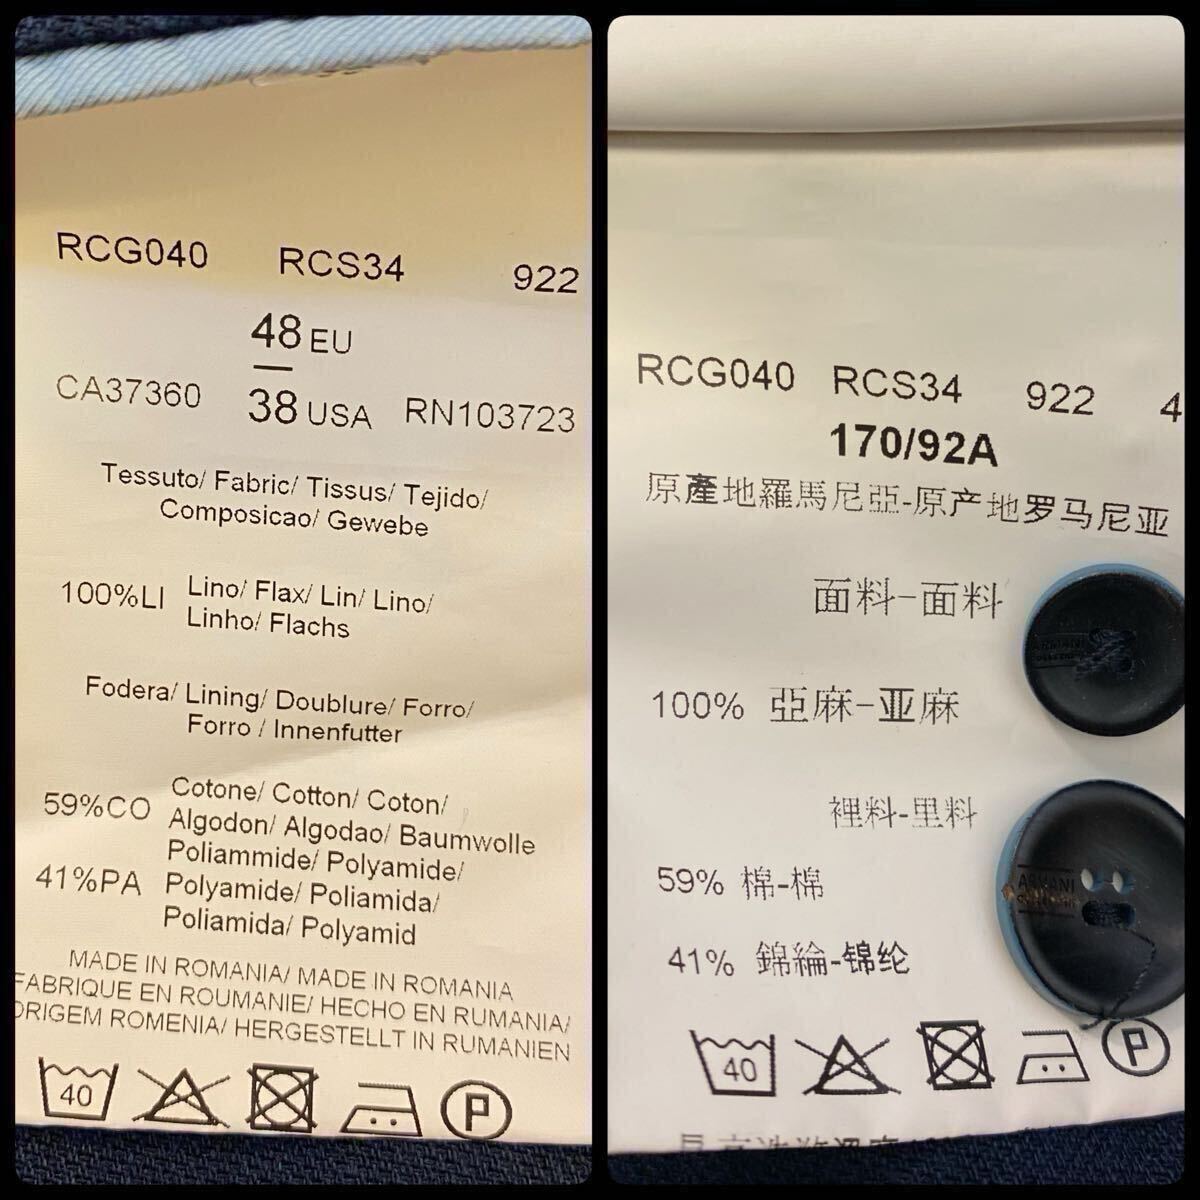 RCG040 RCS34 922
48 EU
CA37360 38 USA RN103723
Tessuto/ Fabric/ Tissus/ Tejido/
Composicao/ Gewebe
100%LI Lino/ Flax/ Lin/ Lino/
Linho/ Flachs
Fodera/ Lining/ Doublure/ Forro/
Forro / Innenfutter
59%CO Cotone/ Cotton/ Coton/
Algodon/ Algodao/ Baumwolle
41%PA Poliammide/ Polyamide/
Polyamide/ Poliamida/
Poliamida/ Polyamid
MADE IN ROMANIA/ MADE IN ROMANIA
FABRIQUE EN ROUMANIE/ HECHO EN RUMANIA/
ORIGEM ROMENIA/ HERGESTELLT IN RUMANIEN
40 P
RCG040 RCS34 922 4
170/92A
原產地羅馬尼亞-原产地罗马尼亚
面料-面料
100% 亞麻-亚麻
裡料-里料
59% 棉-棉
41% 錦綸-锦纶
40 P
ARMANI
ARMANI